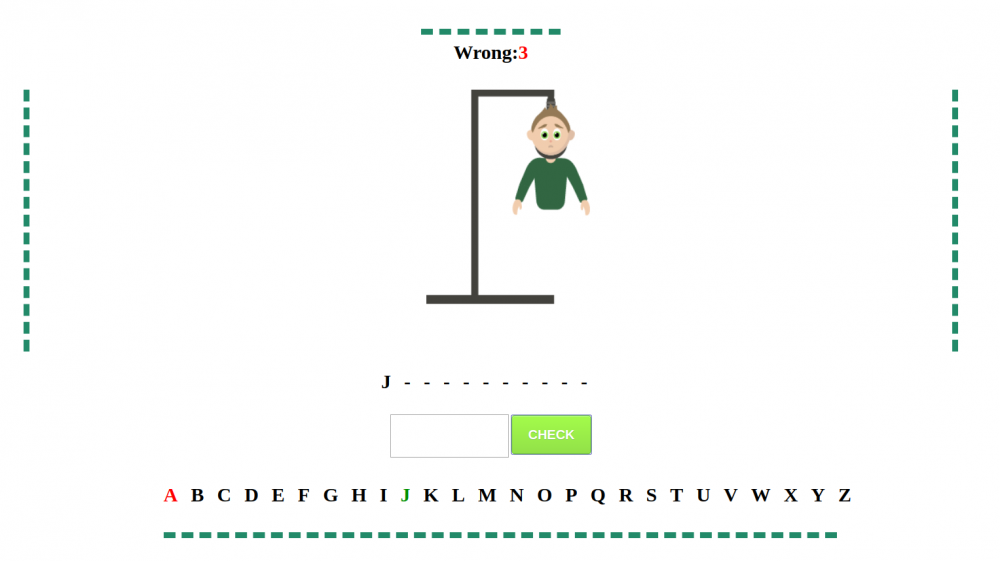 Wrong:3
J - - - - - - - - - -
CHECK
A B C D E F G H I J K L M N O P Q R S T U V W X Y Z